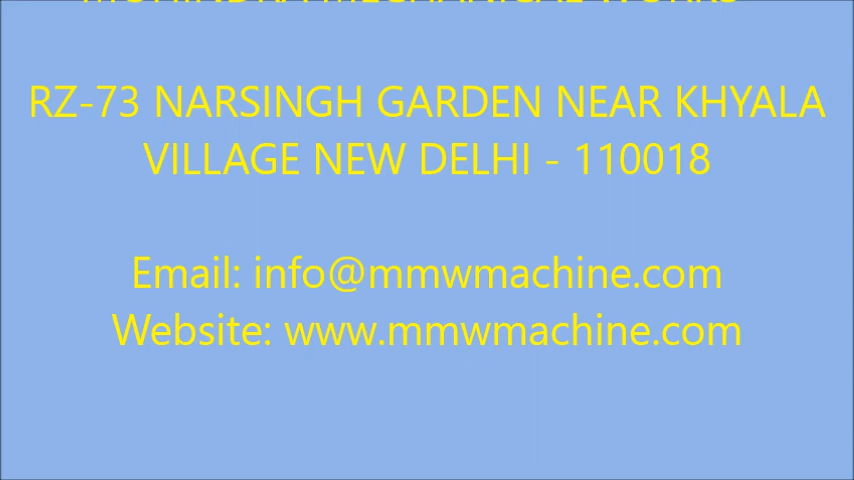 RZ-73 NARSINGH GARDEN NEAR KHYALA
VILLAGE NEW DELHI - 110018
Email: info@mmwmachine.com
Website: www.mmwmachine.com